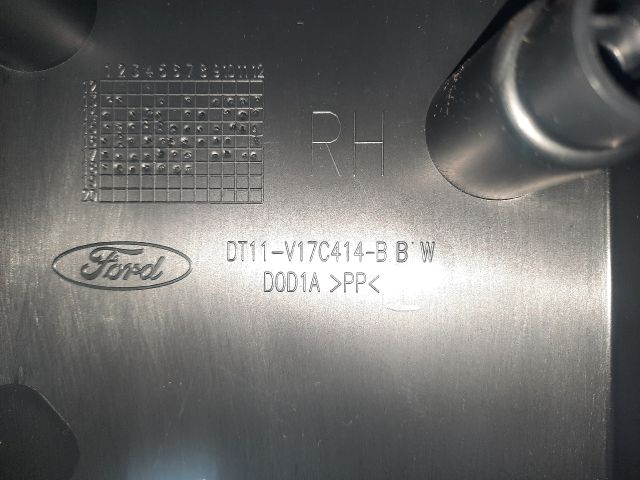 1 2 3 4 5 6 7 8 9 10 11 12
RH
Ford
DT11-V17C414-B B W
D0D1A >PP<